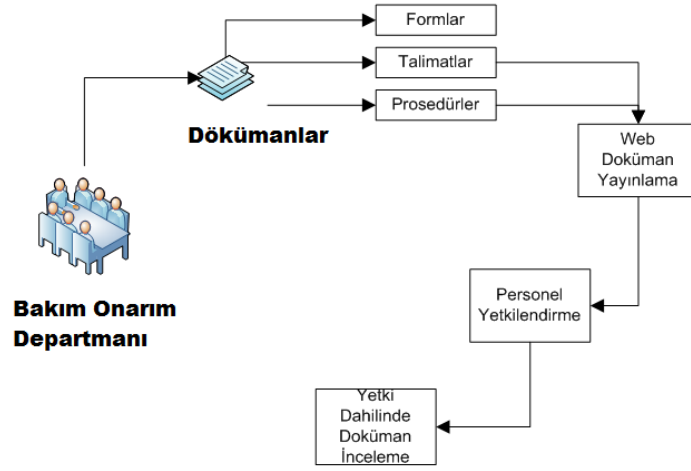 Formlar
Talimatlar
Prosedürler
Dökümanlar
Web
Doküman
Yayınlama
Bakım Onarım
Departmanı
Personel
Yetkilendirme
Yetki
Dahilinde
Doküman
İnceleme